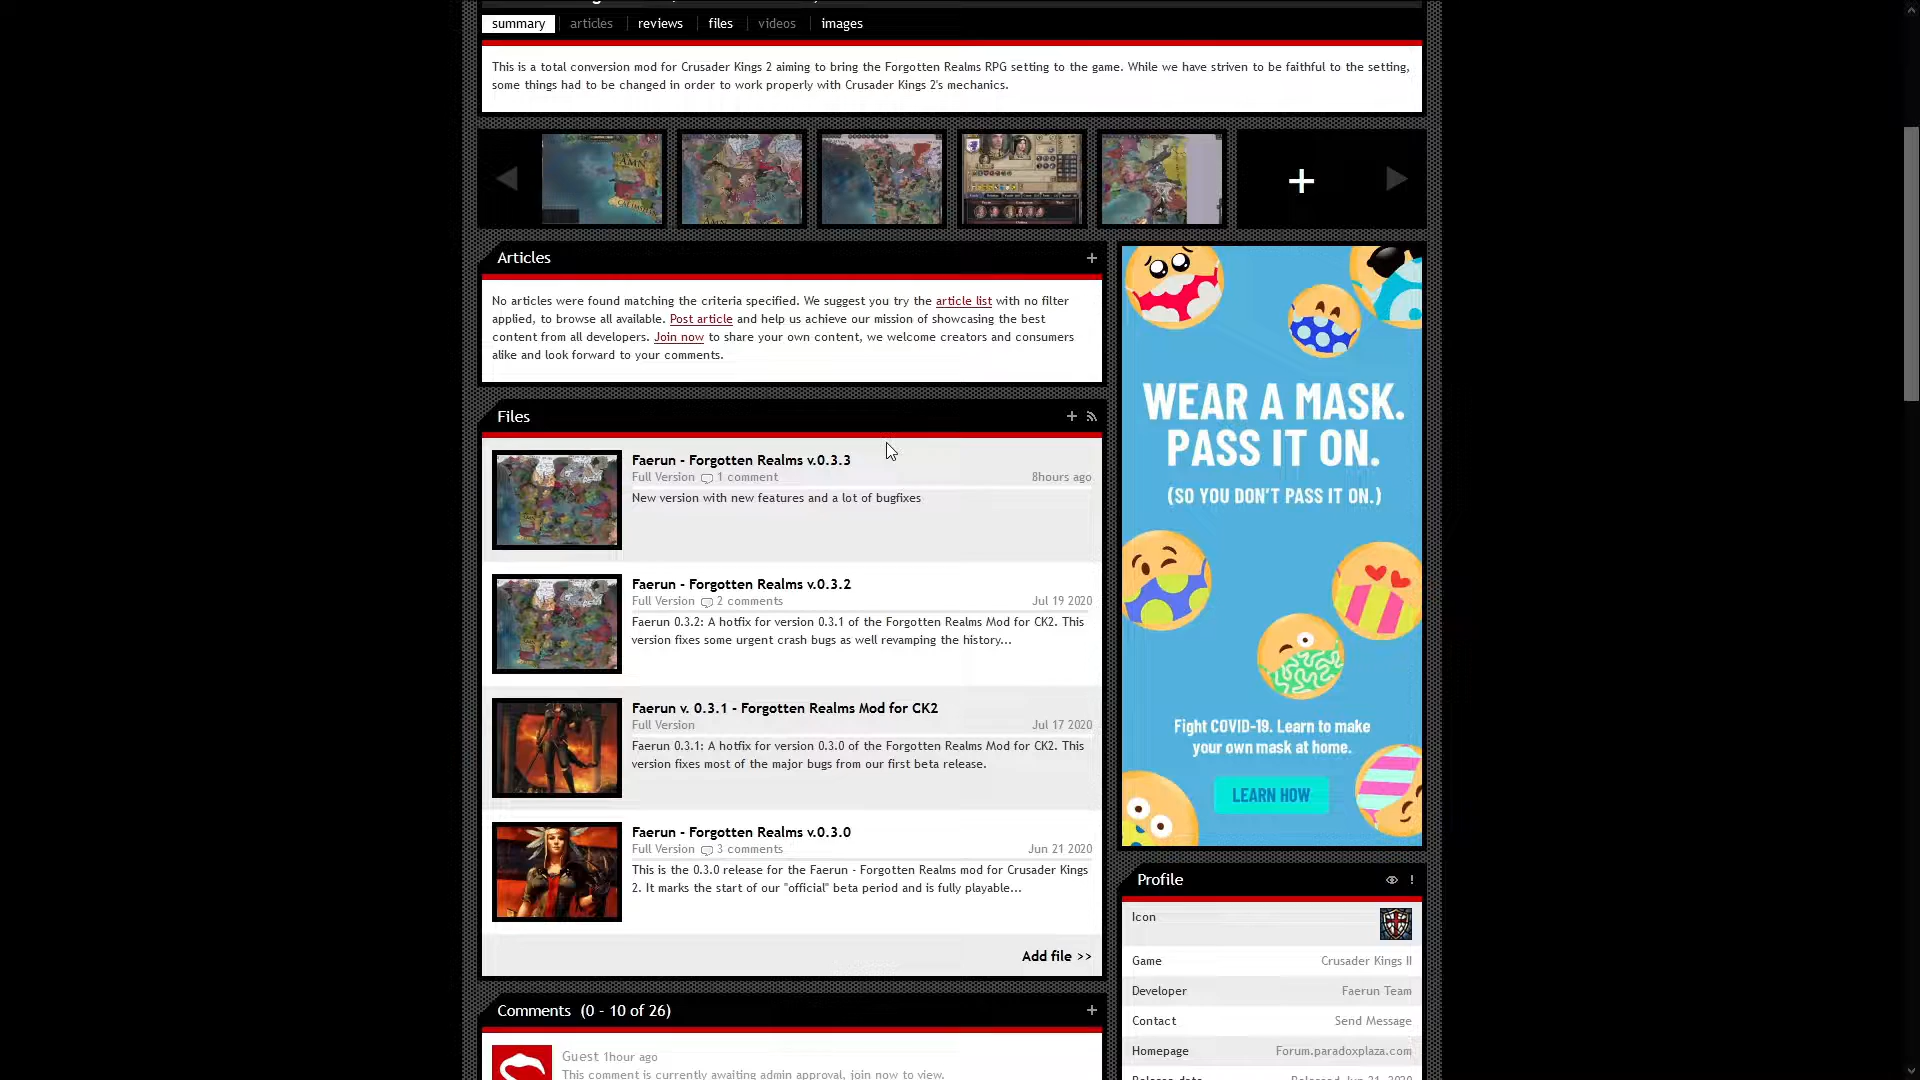 summary
articles
reviews
files
videos
images
This is a total conversion mod for Crusader Kings 2 aiming to bring the Forgotten Realms RPG setting to the game. While we have striven to be faithful to the setting,
some things had to be changed in order to work properly with Crusader Kings 2's mechanics.
AMN
Articles
No articles were found matching the criteria specified. We suggest you try the article list with no filter
applied, to browse all available. Post article and help us achieve our mission of showcasing the best
content from all developers. Join now to share your own content, we welcome creators and consumers
alike and look forward to your comments.
Files
Faerun - Forgotten Realms v.0.3.3
Full Version 1 comment 8hours ago
New version with new features and a lot of bugfixes
Faerun - Forgotten Realms v.0.3.2
Full Version 2 comments Jul 19 2020
Faerun 0.3.2: A hotfix for version 0.3.1 of the Forgotten Realms Mod for CK2. This
version fixes some urgent crash bugs as well revamping the history...
Faerun v. 0.3.1 - Forgotten Realms Mod for CK2
Full Version Jul 17 2020
Faerun 0.3.1: A hotfix for version 0.3.0 of the Forgotten Realms Mod for CK2. This
version fixes most of the major bugs from our first beta release.
Faerun - Forgotten Realms v.0.3.0
Full Version 3 comments Jun 21 2020
This is the 0.3.0 release for the Faerun - Forgotten Realms mod for Crusader Kings
2. It marks the start of our "official" beta period and is fully playable...
Add file >>
Comments (0 - 10 of 26)
Guest 1hour ago
This comment is currently awaiting admin approval, join now to view.
WEAR A MASK.
PASS IT ON.
(SO YOU DON'T PASS IT ON.)
Fight COVID-19. Learn to make
your own mask at home.
LEARN HOW
Profile
Icon
Game Crusader Kings II
Developer Faerun Team
Contact Send Message
Homepage Forum.paradoxplaza.com
Release date Released Jun 21, 2020